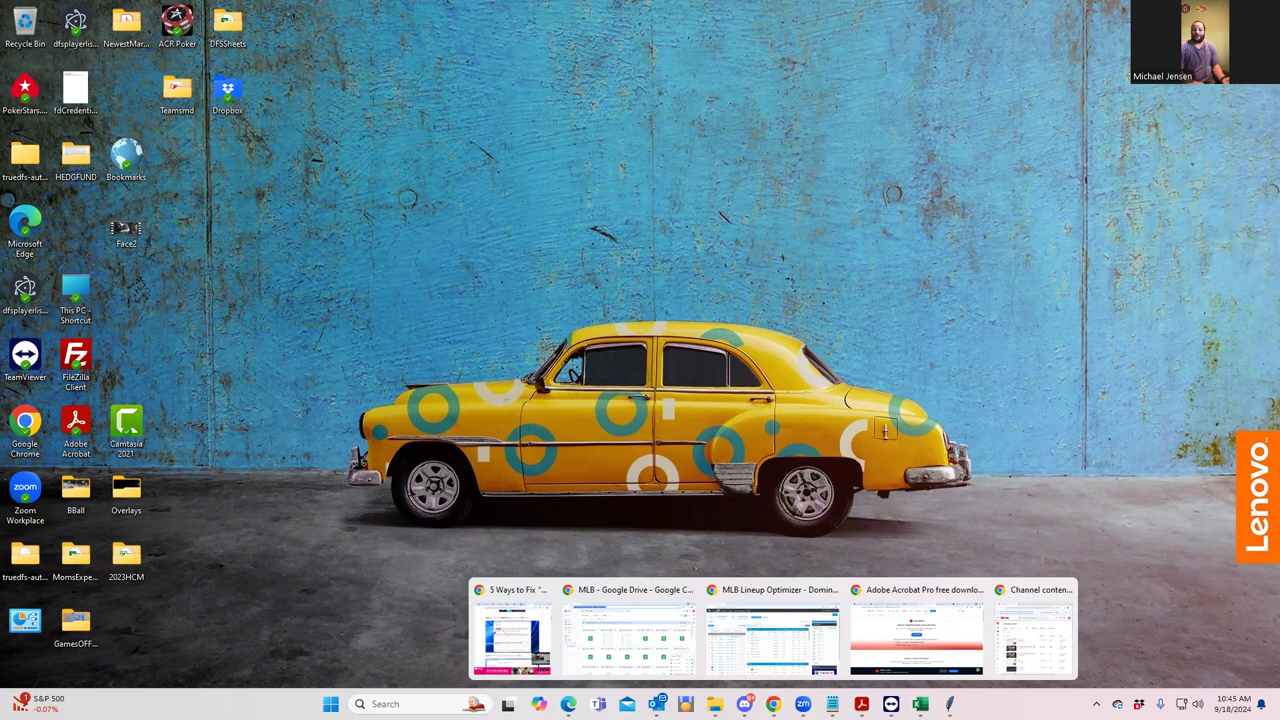 Recycle Bin
dfsplayerlis...
NewestMar...
ACR Poker
DFSSheets
PokerStars....
fdCredenti...
Teamsmd
Dropbox
truedfs-aut...
HEDGFUND
Bookmarks
Microsoft
Edge
Face2
dfsplayerlis...
This PC -
Shortcut
TeamViewer
FileZilla
Client
Google
Chrome
Adobe
Acrobat
Camtasia
2021
zoom
Zoom
Workplace
BBall
Overlays
truedfs-aut...
MomsExpe...
2023HCM
GamblingFF...
Michael Jensen
Lenovo
5 Ways to Fix "...
MLB - Google Drive - Google C...
MLB Lineup Optimizer - Domin...
Adobe Acrobat Pro free downlo...
Channel conten...
S&P 500
-0.07%
Search
9+
zm
10:45 AM
9/18/2024